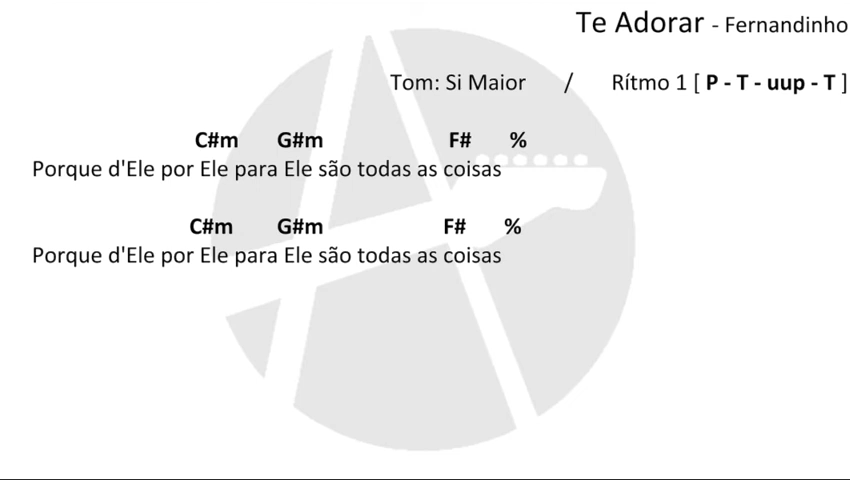 Te Adorar - Fernandinho
Tom: Si Maior / Rítmo 1 [ P - T - uup - T ]
C#m G#m F# %
Porque d'Ele por Ele para Ele são todas as coisas
C#m G#m F# %
Porque d'Ele por Ele para Ele são todas as coisas